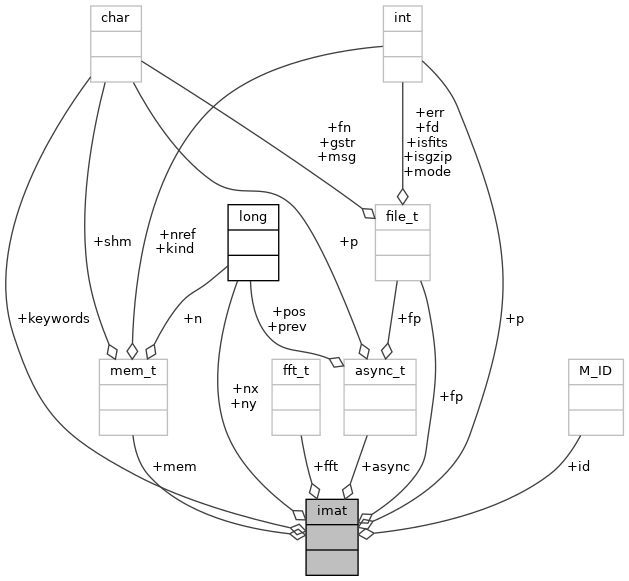 char
int
+err
+fd
+isfits
+isgzip
+mode
+fn
+gstr
+msg
long
file_t
+shm
+nref
+kind
+p
+keywords
+n
+pos
+prev
+fp
+p
mem_t
fft_t
async_t
M_ID
+nx
+ny
+fp
+mem
+fft
+async
+id
imat